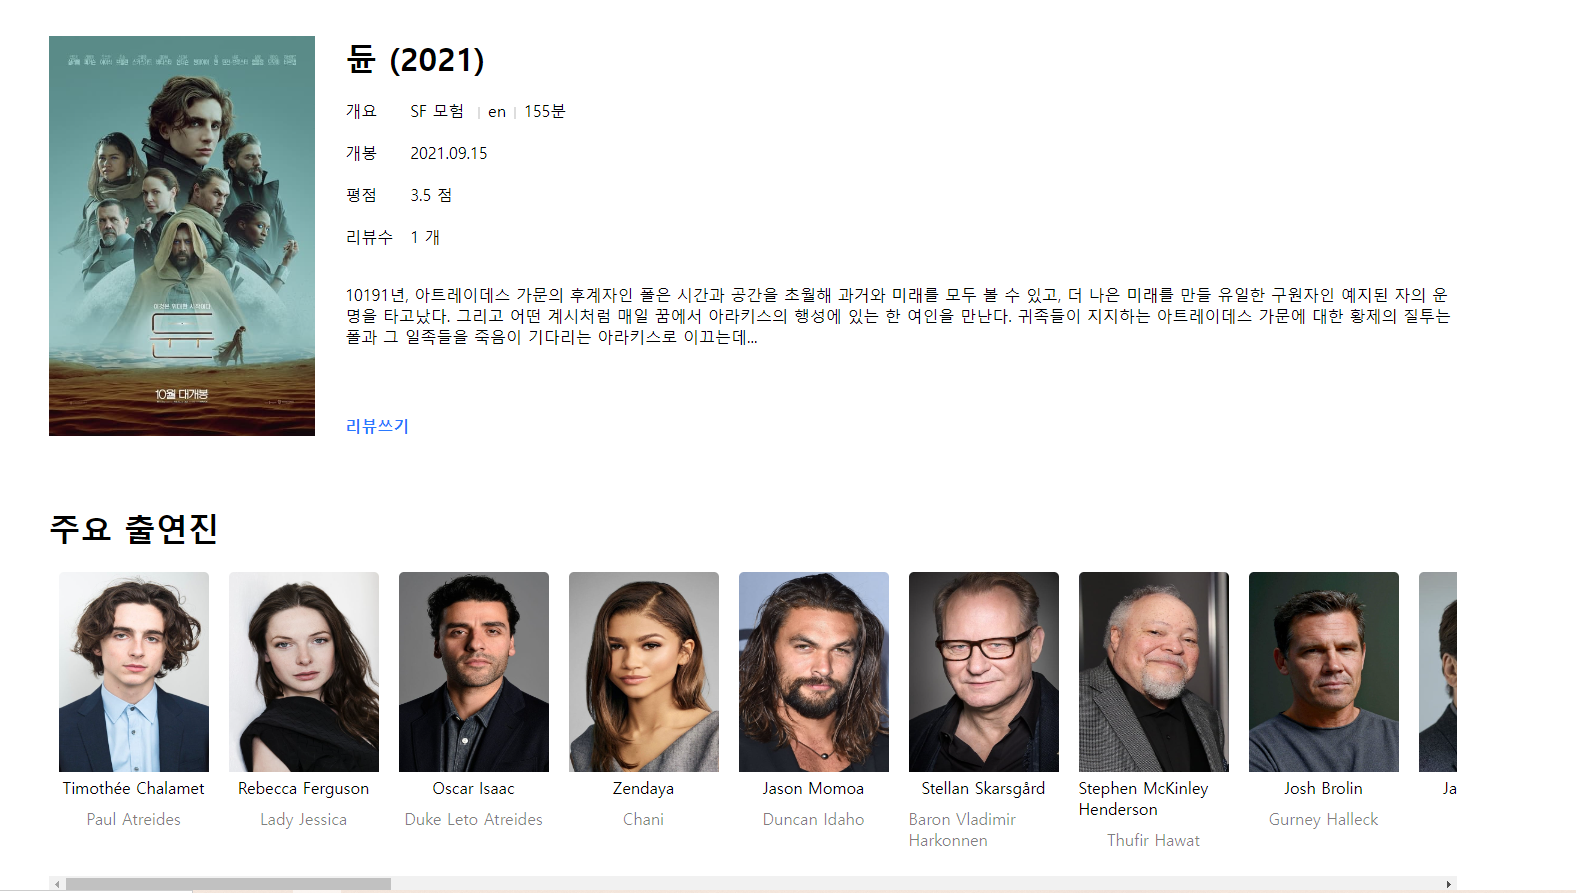 듄 (2021)
개요 SF 모험 | en | 155분
개봉 2021.09.15
평점 3.5 점
리뷰수 1 개
10191년, 아트레이데스 가문의 후계자인 폴은 시간과 공간을 초월해 과거와 미래를 모두 볼 수 있고, 더 나은 미래를 만들 유일한 구원자인 예지된 자의 운
명을 타고났다. 그리고 어떤 계시처럼 매일 꿈에서 아라키스의 행성에 있는 한 여인을 만난다. 귀족들이 지지하는 아트레이데스 가문에 대한 황제의 질투는
폴과 그 일족들을 죽음이 기다리는 아라키스로 이끄는데...
이것은 위대한 시작이다
듄
10월 대개봉
리뷰쓰기
주요 출연진
Timothée Chalamet
Paul Atreides
Rebecca Ferguson
Lady Jessica
Oscar Isaac
Duke Leto Atreides
Zendaya
Chani
Jason Momoa
Duncan Idaho
Stellan Skarsgård
Baron Vladimir
Harkonnen
Stephen McKinley
Henderson
Thufir Hawat
Josh Brolin
Gurney Halleck
Ja